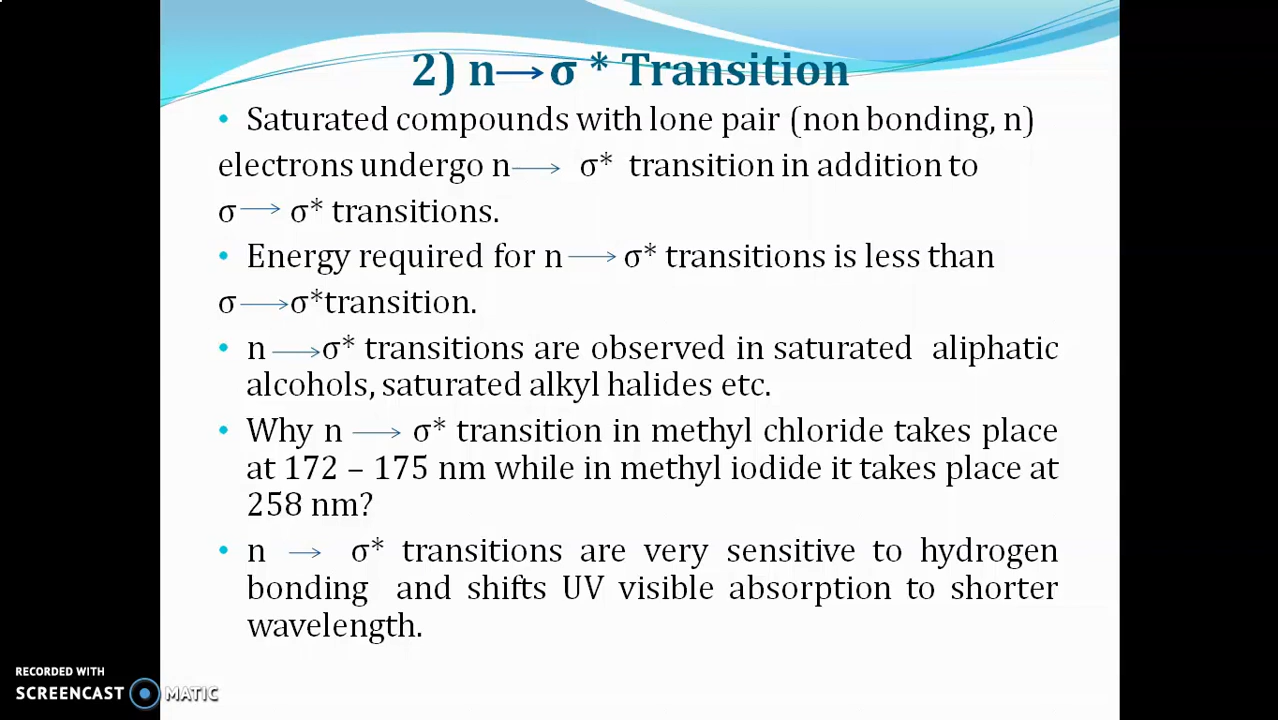 2) n→σ * Transition
• Saturated compounds with lone pair (non bonding, n)
electrons undergo n→ σ* transition in addition to
σ→ σ* transitions.
• Energy required for n→σ* transitions is less than
σ→σ*transition.
• n →σ* transitions are observed in saturated aliphatic
alcohols, saturated alkyl halides etc.
• Why n → σ* transition in methyl chloride takes place
at 172 – 175 nm while in methyl iodide it takes place at
258 nm?
• n → σ* transitions are very sensitive to hydrogen
bonding and shifts UV visible absorption to shorter
wavelength.
RECORDED WITH
SCREENCAST MATIC